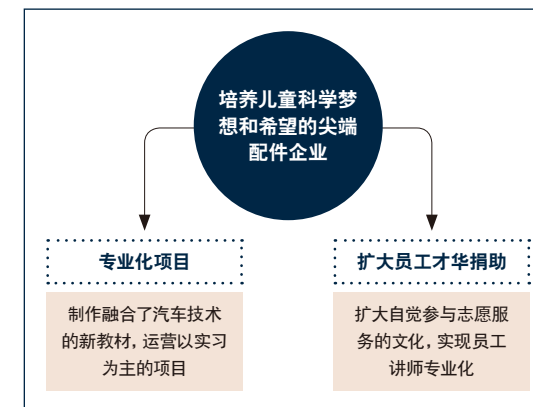 培养儿童科学梦
想和希望的尖端
配件企业
专业化项目
制作融合了汽车技术
的新教材, 运营以实习
为主的项目
扩大员工才华捐助
扩大自觉参与志愿服
务的文化, 实现员工
讲师专业化